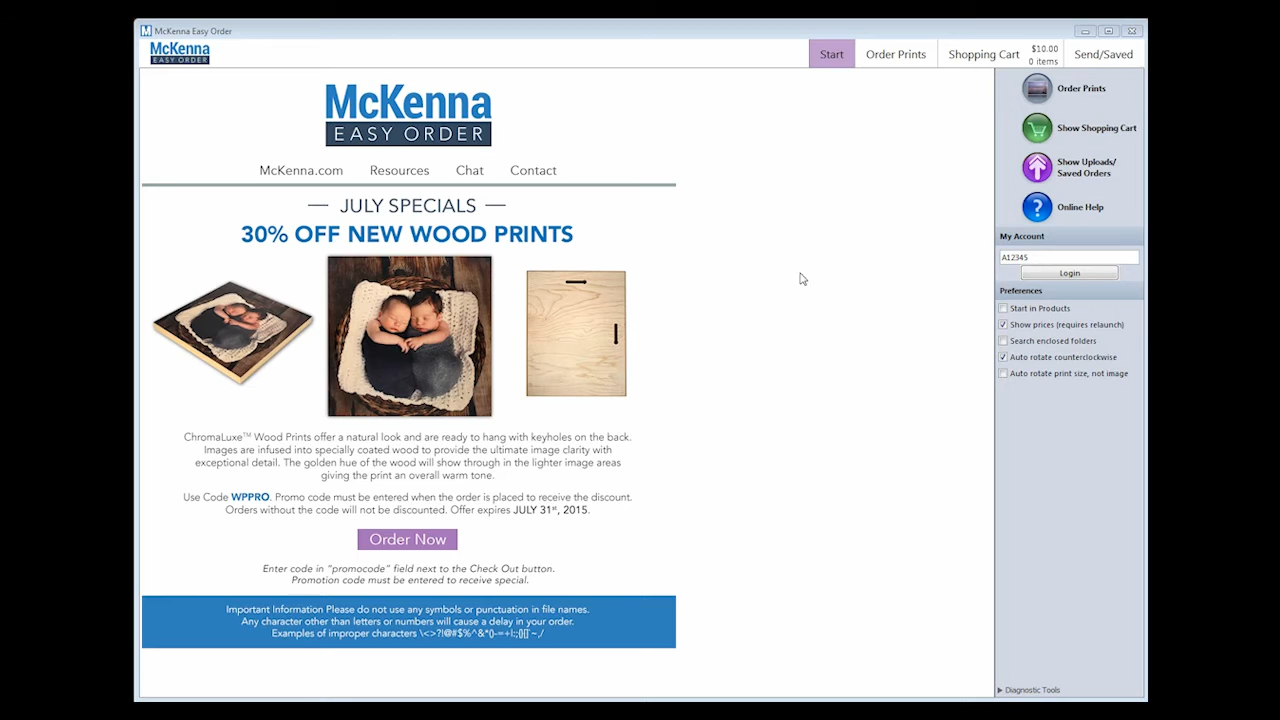 McKenna Easy Order
McKenna
EASY ORDER
Start
Order Prints
Shopping Cart
$10.00
0 items
Send/Saved
McKenna
EASY ORDER
McKenna.com Resources Chat Contact
— JULY SPECIALS —
30% OFF NEW WOOD PRINTS
ChromaLuxe™ Wood Prints offer a natural look and are ready to hang with keyholes on the back.
Images are infused into specially coated wood to provide the ultimate image clarity with
exceptional detail. The golden hue of the wood will show through in the lighter image areas
giving the print an overall warm tone.
Use Code WPPRO. Promo code must be entered when the order is placed to receive the discount.
Orders without the code will not be discounted. Offer expires JULY 31st, 2015.
Order Now
Enter code in "promocode" field next to the Check Out button.
Promotion code must be entered to receive special.
Important Information Please do not use any symbols or punctuation in file names.
Any character other than letters or numbers will cause a delay in your order.
Examples of improper characters \<>?!@#$%^&*()-=+|:;{}[]`~,/
Order Prints
Show Shopping Cart
Show Uploads/
Saved Orders
Online Help
My Account
A12345
Login
Preferences
Start in Products
Show prices (requires relaunch)
Search enclosed folders
Auto rotate counterclockwise
Auto rotate print size, not image
Diagnostic Tools